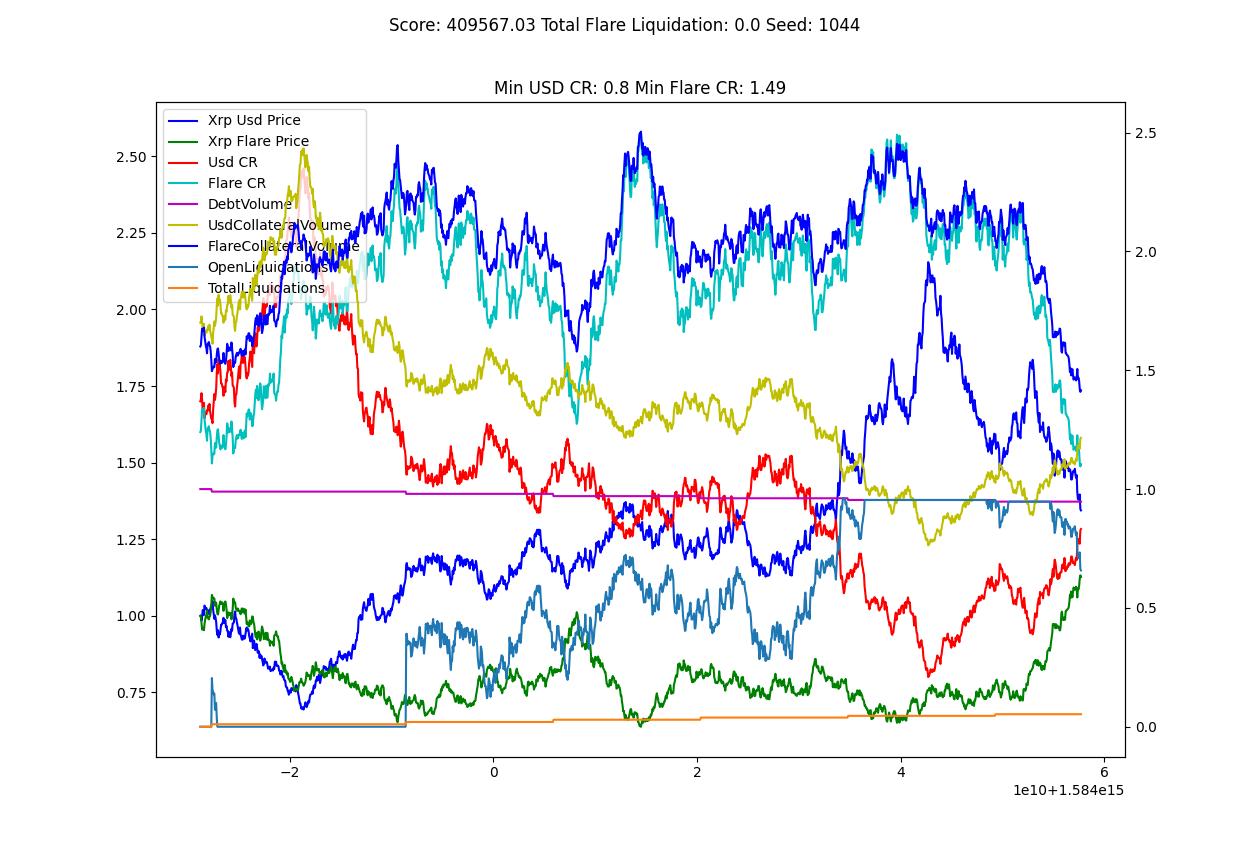 Score: 409567.03 Total Flare Liquidation: 0.0 Seed: 1044
Min USD CR: 0.8 Min Flare CR: 1.49
Xrp Usd Price
Xrp Flare Price
Usd CR
Flare CR
DebtVolume
UsdCollateralVolume
FlareCollateralVolume
OpenLiquidations
TotalLiquidations
2.50
2.25
2.00
1.75
1.50
1.25
1.00
0.75
2.5
2.0
1.5
1.0
0.5
0.0
−2
0
2
4
6
1e10+1.584e15